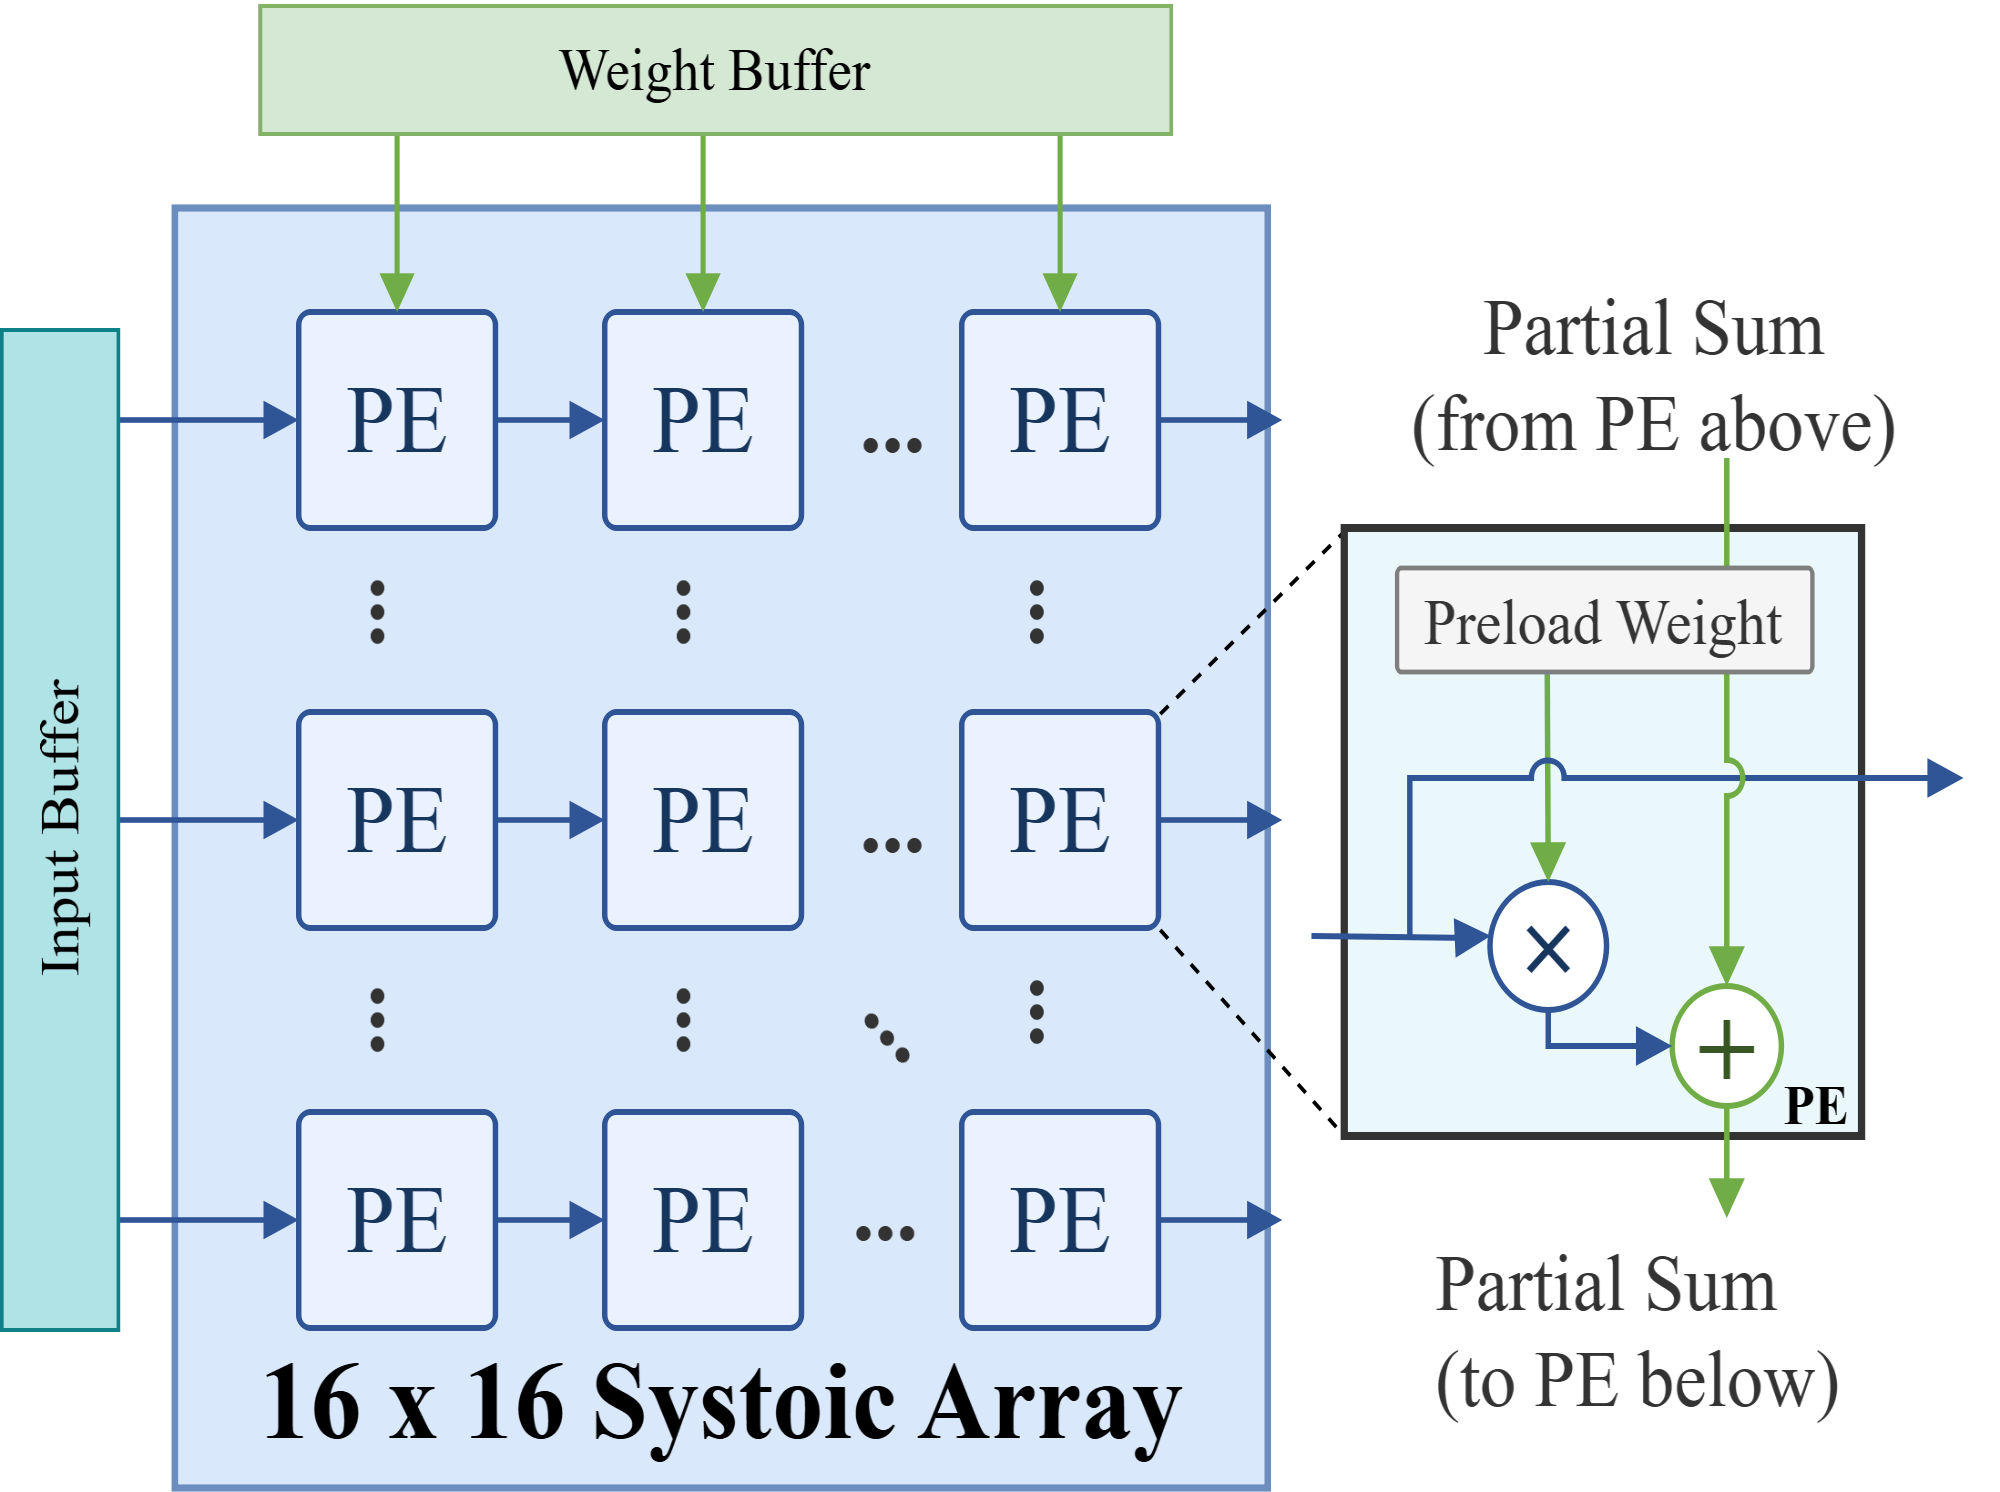 Weight Buffer
Input Buffer
PE
PE
...
PE
PE
PE
...
PE
PE
PE
...
PE
16 x 16 Systoic Array
Partial Sum
(from PE above)
Preload Weight
×
+
PE
Partial Sum
(to PE below)